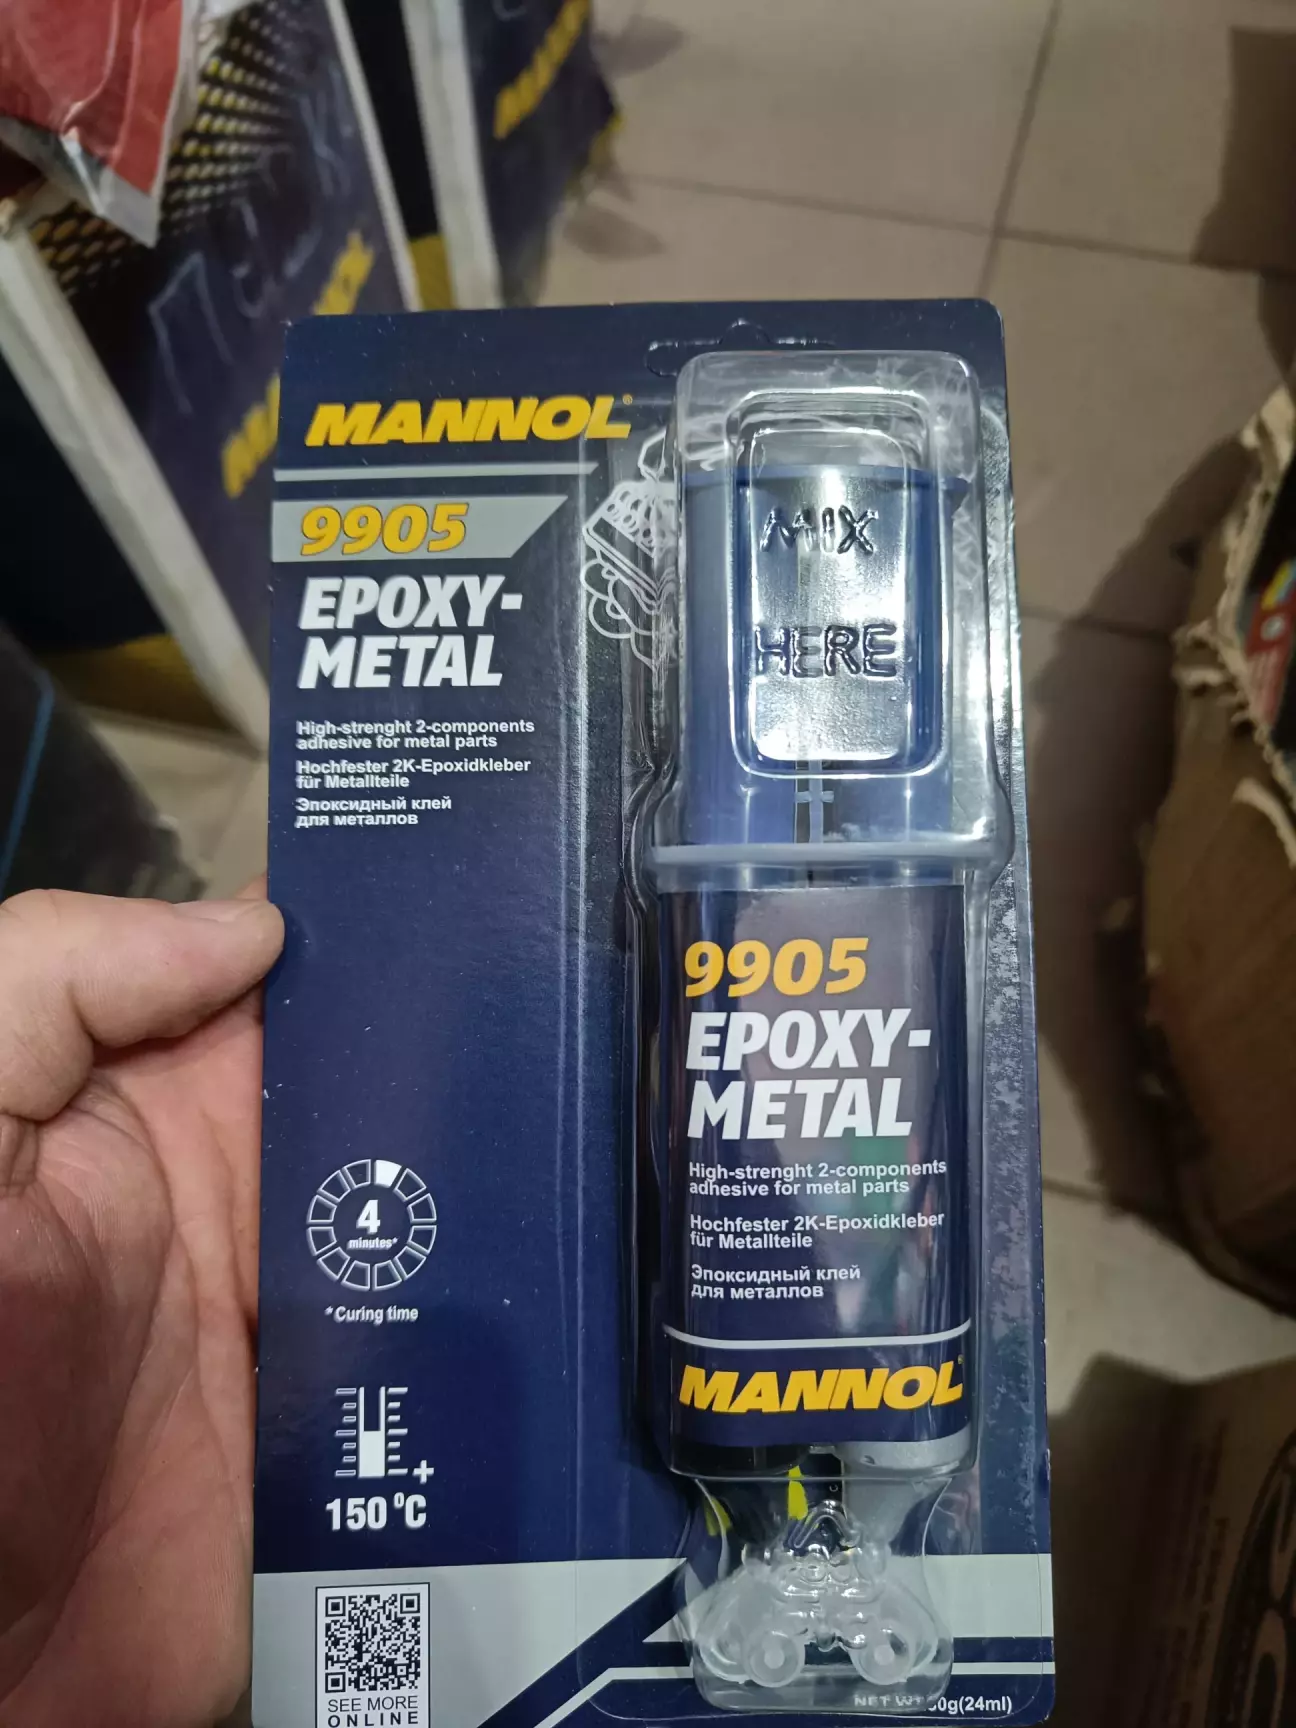 MANNOL®
9905
EPOXY-
METAL
High-strenght 2-components
adhesive for metal parts
Hochfester 2K-Epoxidkleber
für Metallteile
Эпоксидный клей
для металлов
4
minutes*
*Curing time
+
150 °C
SEE MORE
ONLINE
MIX
HERE
9905
EPOXY-
METAL
High-strenght 2-components
adhesive for metal parts
Hochfester 2K-Epoxidkleber
für Metallteile
Эпоксидный клей
для металлов
MANNOL®
NET WT (24ml)